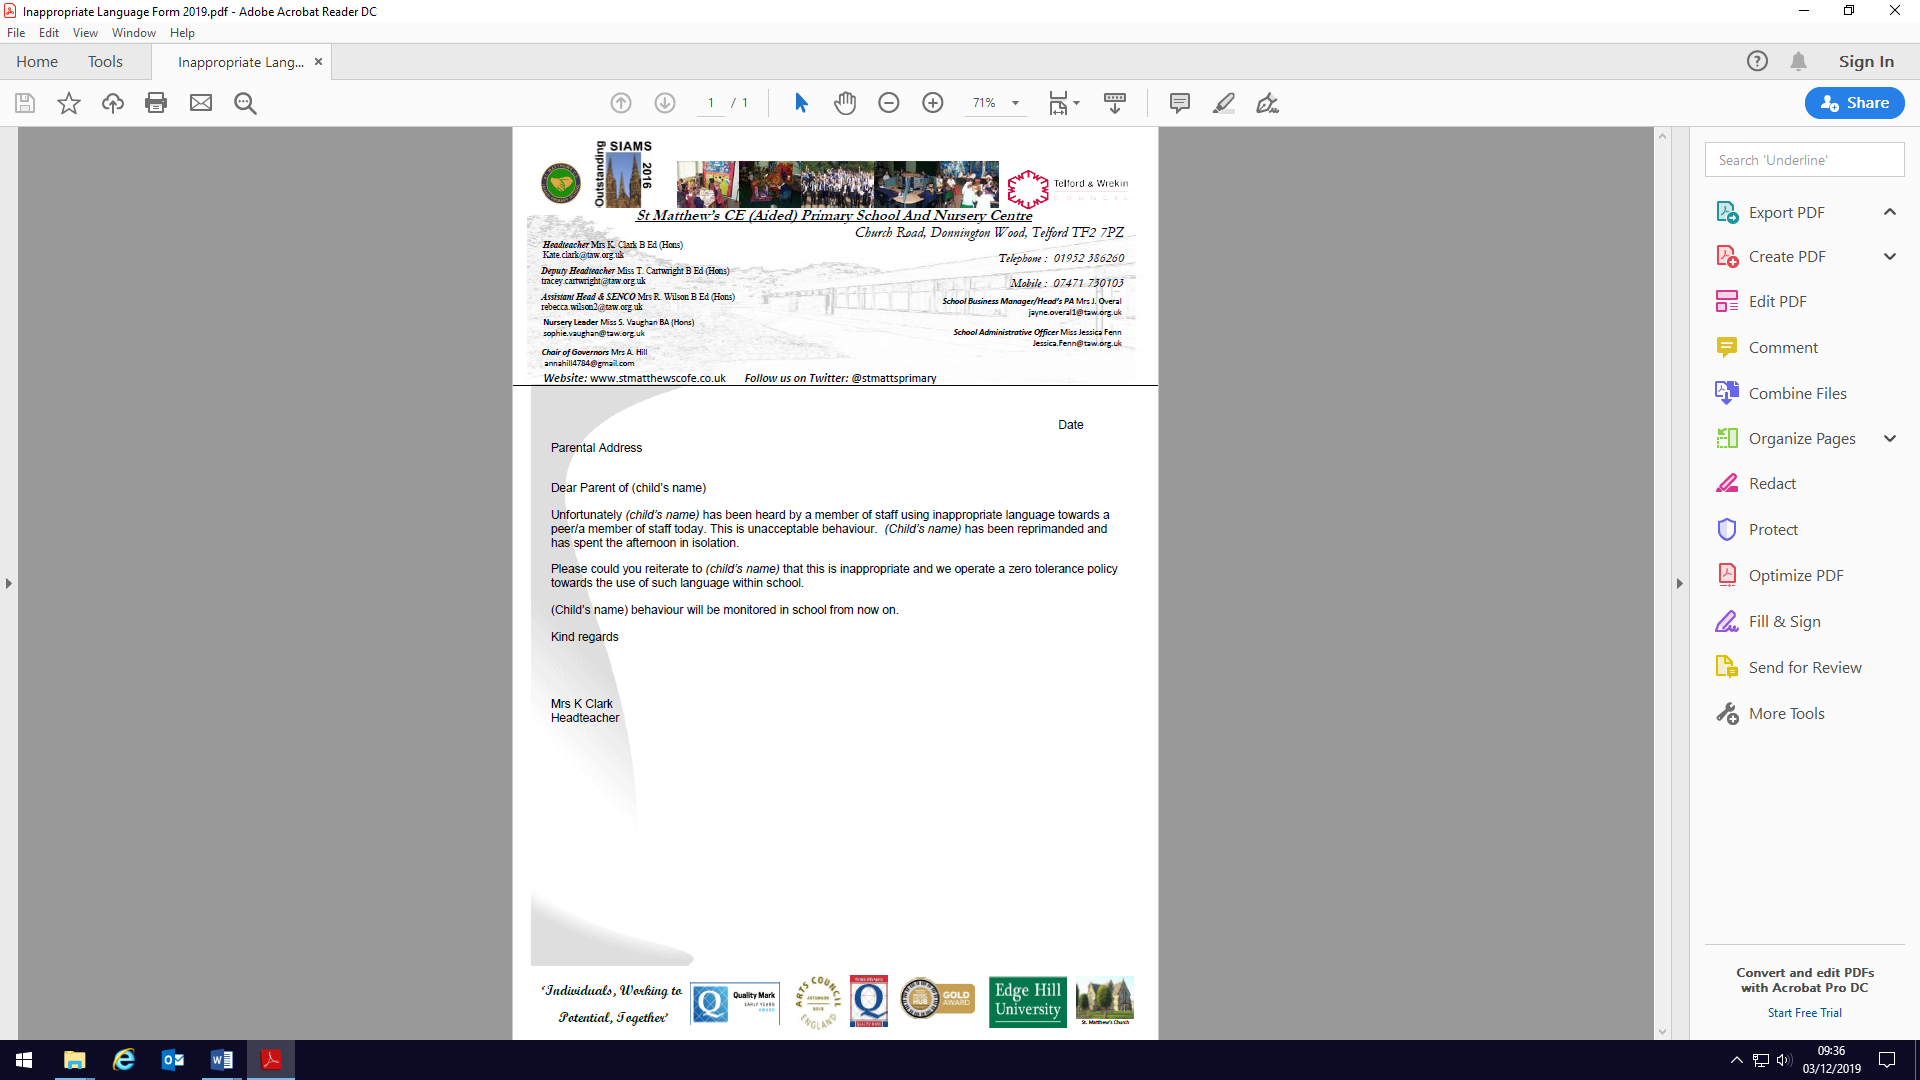 Inappropriate Language Form 2019.pdf - Adobe Acrobat Reader DC
File Edit View Window Help
Home Tools Inappropriate Lang... × Sign In
1 / 1 71% Share
Outstanding SIAMS 2016
Telford & Wrekin
COUNCIL
St Matthew's CE (Aided) Primary School And Nursery Centre
Church Road, Donnington Wood, Telford TF2 7PZ
Headteacher Mrs K. Clark B Ed (Hons)
Kate.clark@taw.org.uk
Telephone : 01952 386260
Deputy Headteacher Miss T. Cartwright B Ed (Hons)
tracey.cartwright@taw.org.uk
Mobile : 07471 730103
Assistant Head & SENCO Mrs R. Wilson B Ed (Hons)
rebecca.wilson2@taw.org.uk
School Business Manager/Head's PA Mrs J. Overal
jayne.overal1@taw.org.uk
Nursery Leader Miss S. Vaughan BA (Hons)
sophie.vaughan@taw.org.uk
School Administrative Officer Miss Jessica Fenn
Jessica.Fenn@taw.org.uk
Chair of Governors Mrs A. Hill
annahill4784@gmail.com
Website: www.stmatthewscofe.co.uk Follow us on Twitter: @stmattsprimary
Date
Parental Address
Dear Parent of (child's name)
Unfortunately (child's name) has been heard by a member of staff using inappropriate language towards a
peer/a member of staff today. This is unacceptable behaviour. (Child's name) has been reprimanded and
has spent the afternoon in isolation.
Please could you reiterate to (child's name) that this is inappropriate and we operate a zero tolerance policy
towards the use of such language within school.
(Child's name) behaviour will be monitored in school from now on.
Kind regards
Mrs K Clark
Headteacher
'Individuals, Working to
Potential, Together'
Quality Mark
EARLY YEARS
AWARD
ARTS COUNCIL
ENGLAND
QUALITY MARK
GOLD
AWARD
Edge Hill
University
St. Matthew's Church
Search 'Underline'
Export PDF
Create PDF
Edit PDF
Comment
Combine Files
Organize Pages
Redact
Protect
Optimize PDF
Fill & Sign
Send for Review
More Tools
Convert and edit PDFs
with Acrobat Pro DC
Start Free Trial
09:36
03/12/2019